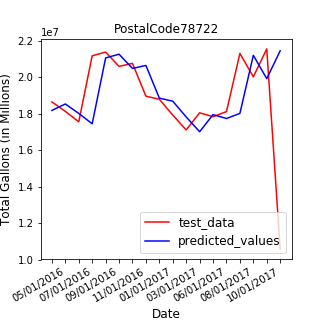 PostalCode78722
1e7
2.2
2.0
1.8
1.6
1.4
1.2
1.0
Total Gallons (in Millions)
test_data
predicted_values
05/01/2016
07/01/2016
09/01/2016
11/01/2016
01/01/2017
03/01/2017
06/01/2017
08/01/2017
10/01/2017
Date